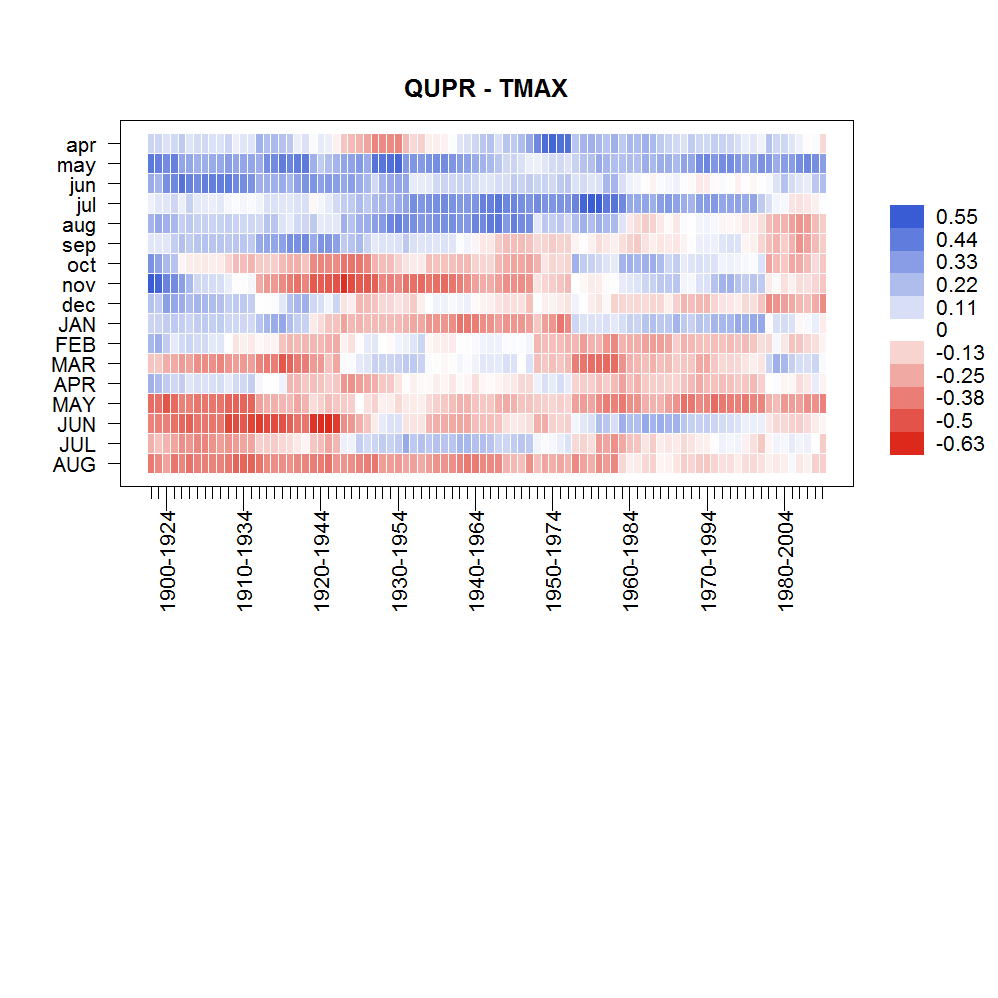 QUPR - TMAX
apr
may
jun
jul
aug
sep
oct
nov
dec
JAN
FEB
MAR
APR
MAY
JUN
JUL
AUG
0.55
0.44
0.33
0.22
0.11
0
-0.13
-0.25
-0.38
-0.5
-0.63
1900-1924
1910-1934
1920-1944
1930-1954
1940-1964
1950-1974
1960-1984
1970-1994
1980-2004